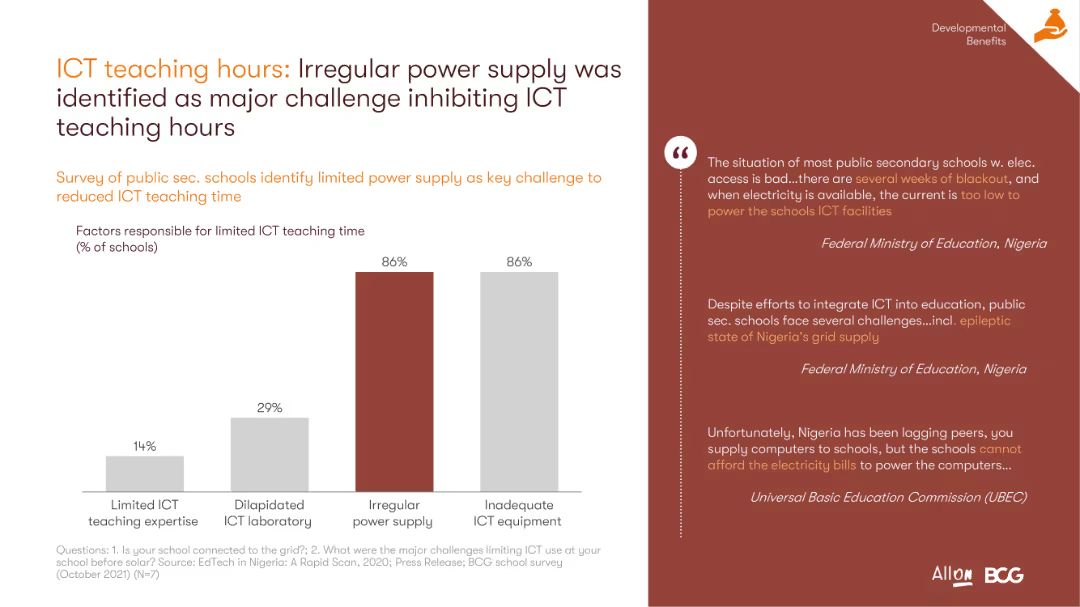 Developmental
Benefits
ICT teaching hours: Irregular power supply was
identified as major challenge inhibiting ICT
teaching hours
Survey of public sec. schools identify limited power supply as key challenge to
reduced ICT teaching time
Factors responsible for limited ICT teaching time
(% of schools)
14%
29%
86%
86%
Limited ICT
teaching expertise
Dilapidated
ICT laboratory
Irregular
power supply
Inadequate
ICT equipment
Questions: 1. Is your school connected to the grid?; 2. What were the major challenges limiting ICT use at your
school before solar? Source: EdTech in Nigeria: A Rapid Scan, 2020; Press Release; BCG school survey
(October 2021) (N=7)
“
The situation of most public secondary schools w. elec.
access is bad...there are several weeks of blackout, and
when electricity is available, the current is too low to
power the schools ICT facilities
Federal Ministry of Education, Nigeria
Despite efforts to integrate ICT into education, public
sec. schools face several challenges...incl. epileptic
state of Nigeria's grid supply
Federal Ministry of Education, Nigeria
Unfortunately, Nigeria has been lagging peers, you
supply computers to schools, but the schools cannot
afford the electricity bills to power the computers...
Universal Basic Education Commission (UBEC)
All on BCG